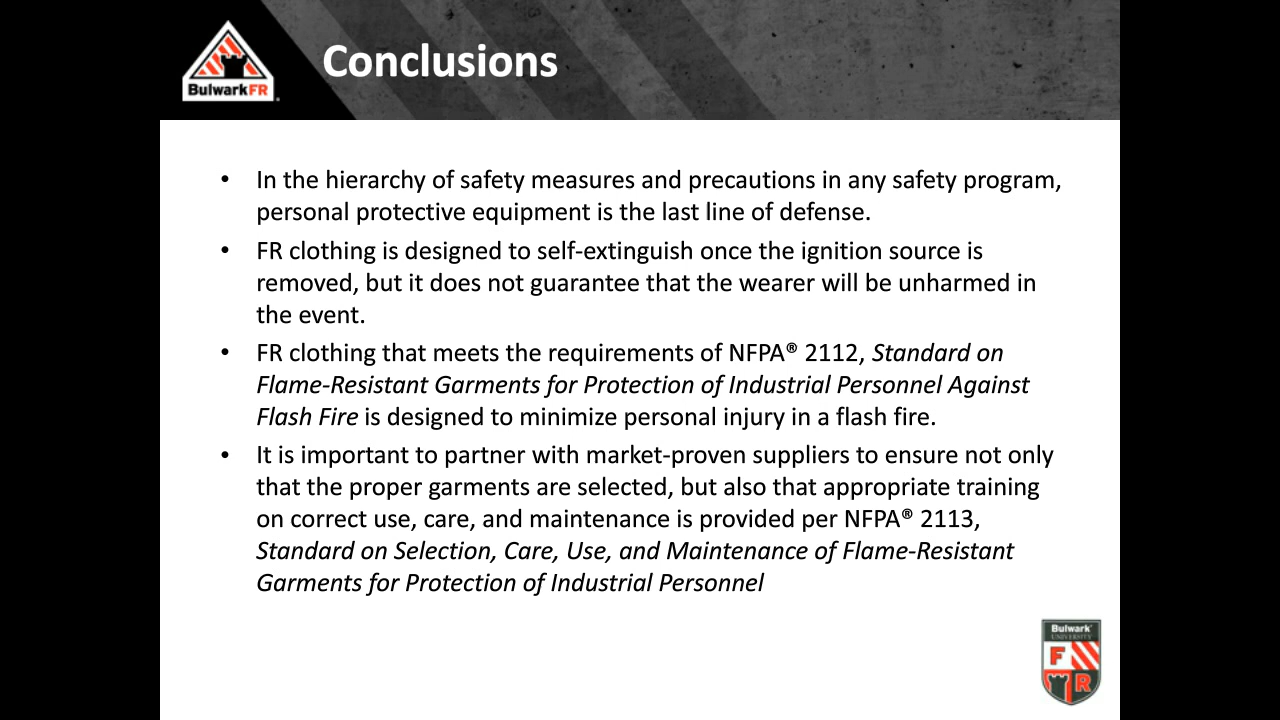 BulwarkFR
Conclusions
• In the hierarchy of safety measures and precautions in any safety program,
personal protective equipment is the last line of defense.
• FR clothing is designed to self-extinguish once the ignition source is
removed, but it does not guarantee that the wearer will be unharmed in
the event.
• FR clothing that meets the requirements of NFPA® 2112, Standard on
Flame-Resistant Garments for Protection of Industrial Personnel Against
Flash Fire is designed to minimize personal injury in a flash fire.
• It is important to partner with market-proven suppliers to ensure not only
that the proper garments are selected, but also that appropriate training
on correct use, care, and maintenance is provided per NFPA® 2113,
Standard on Selection, Care, Use, and Maintenance of Flame-Resistant
Garments for Protection of Industrial Personnel
Bulwark
UNIVERSITY
F
R